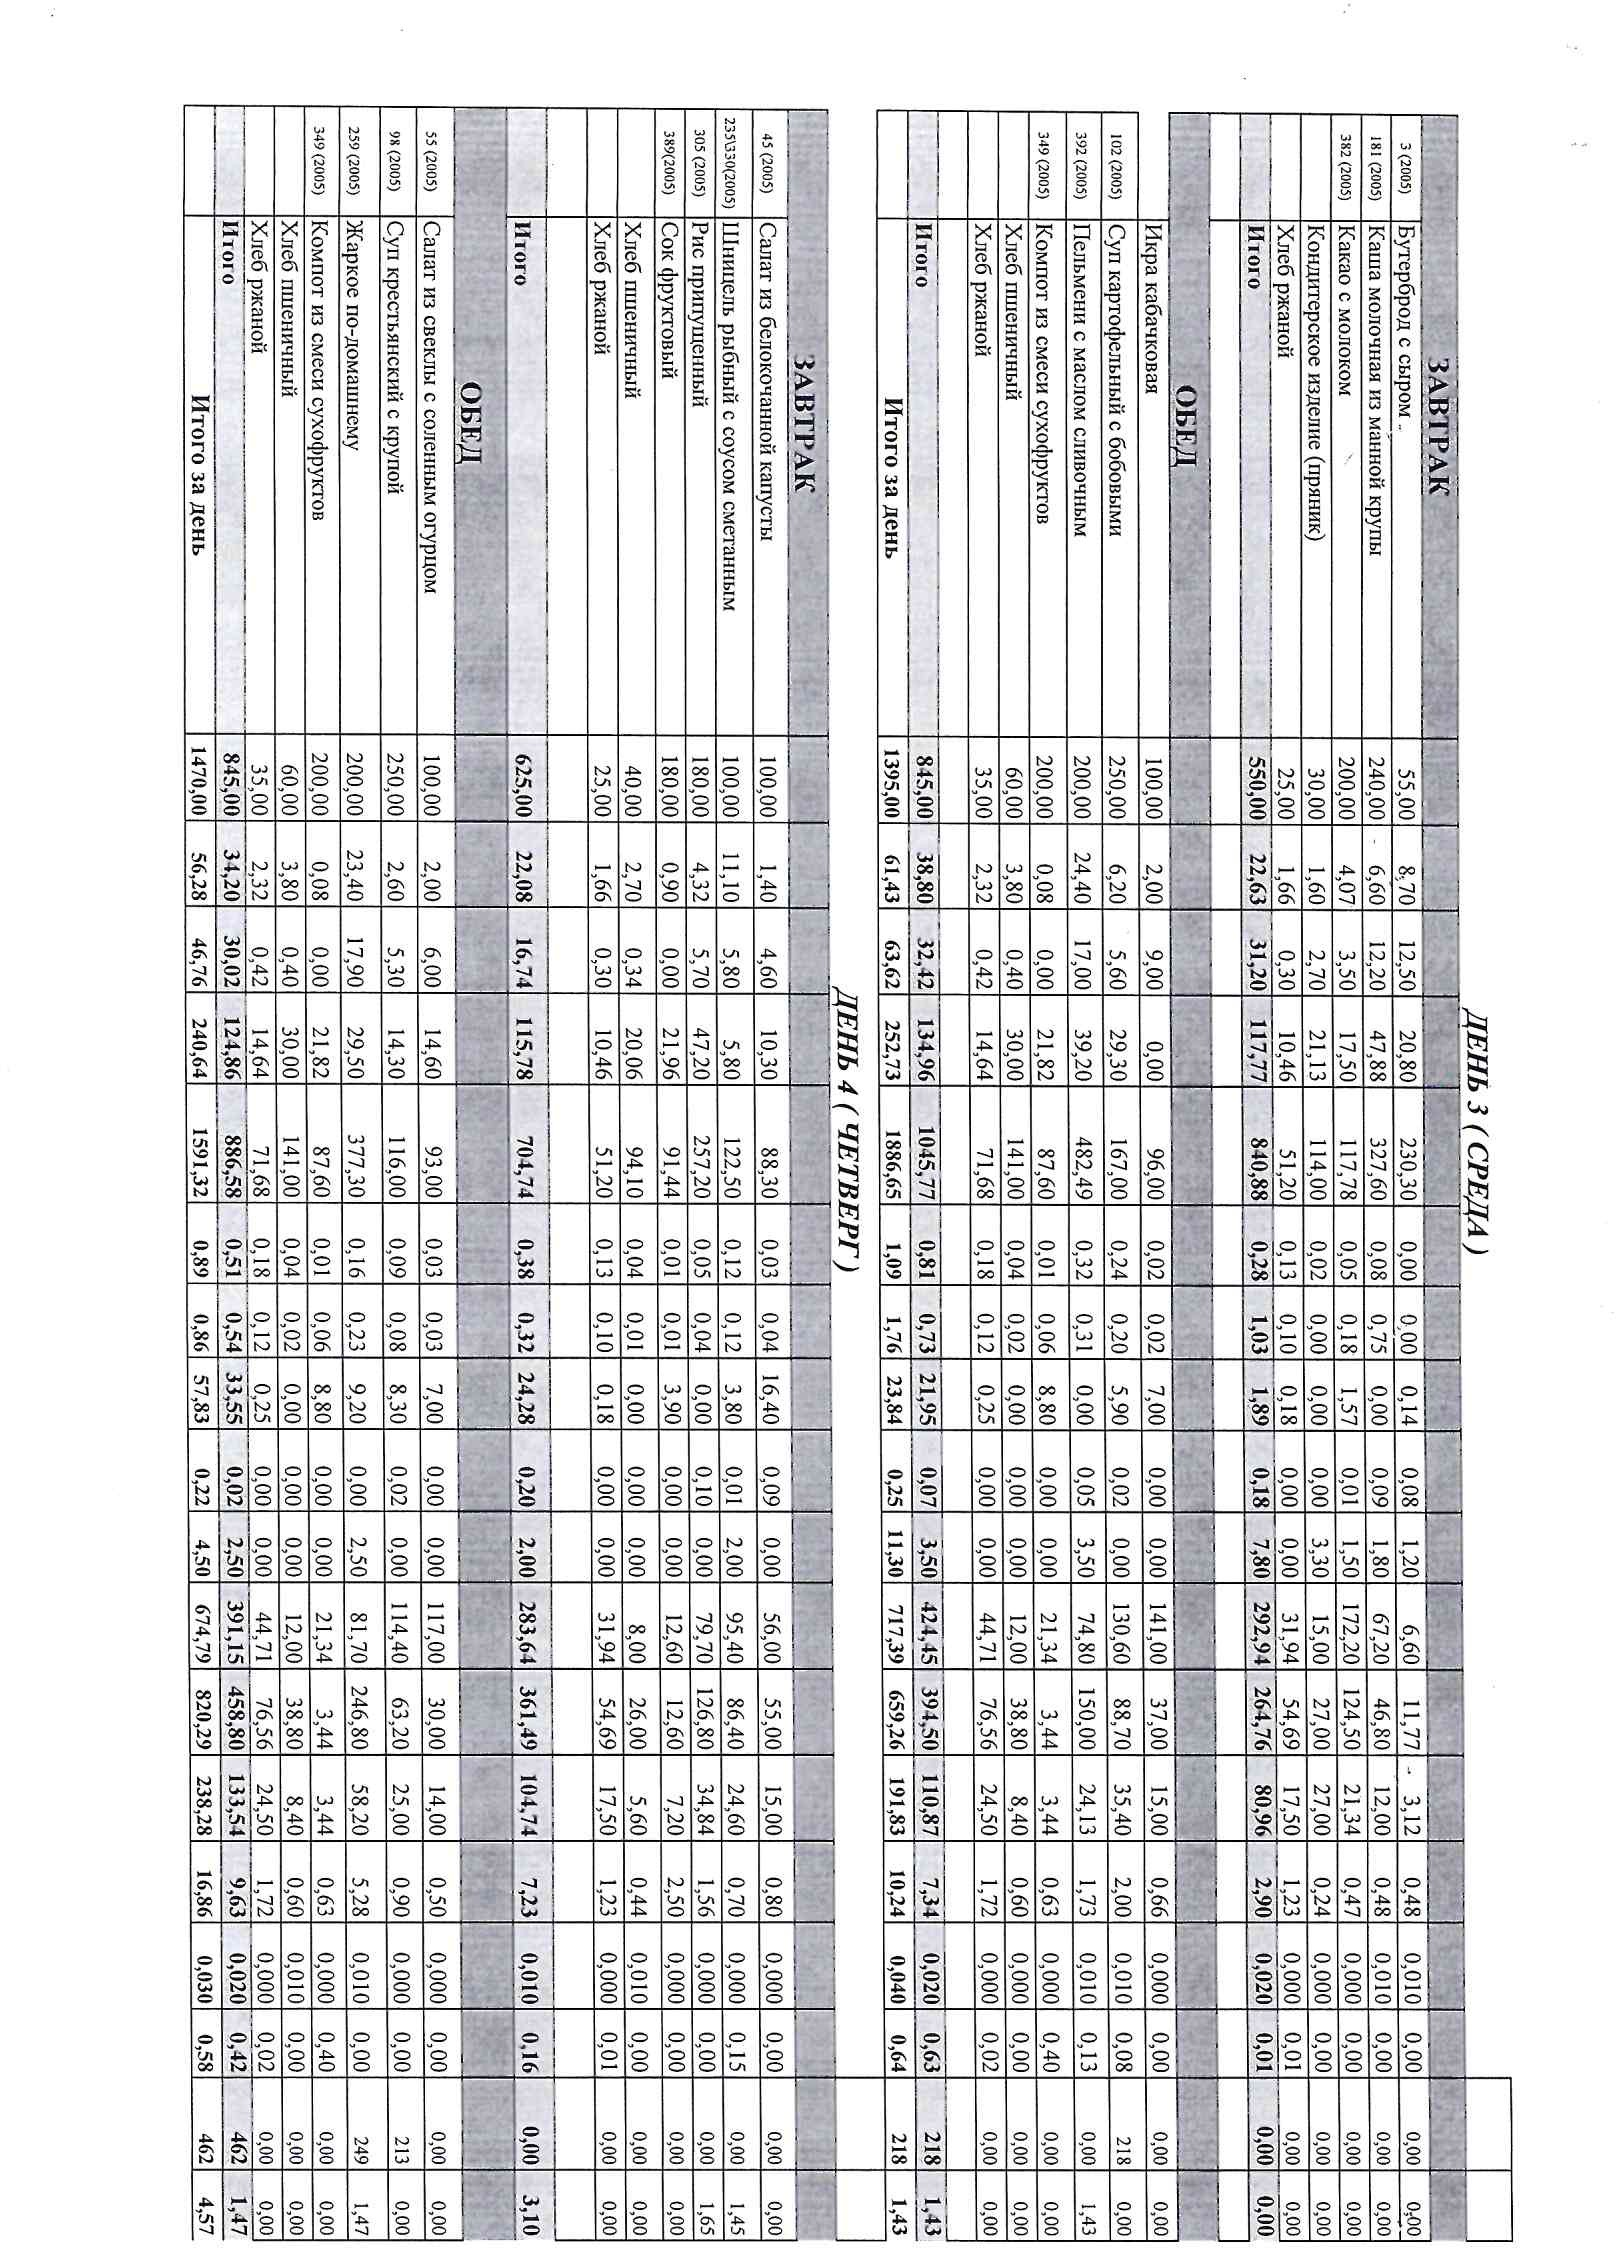 ДЕНЬ 3 ( СРЕДА )
ЗАВТРАК
3 (2005) Бутерброд с сыром 55,00 8,70 12,50 20,80 230,30 0,00 0,00 0,14 0,08 1,20 6,60 11,77 3,12 0,48 0,010 0,00 0,00 0,00
181 (2005) Каша молочная из манной крупы 240,00 6,60 12,20 47,88 327,60 0,08 0,75 0,00 0,09 1,80 67,20 46,80 12,00 0,48 0,010 0,00 0,00 0,00
382 (2005) Какао с молоком 200,00 4,07 3,50 17,50 117,78 0,05 0,18 1,57 0,01 1,50 172,20 124,50 21,34 0,47 0,000 0,00 0,00 0,00
Кондитерское изделие (пряник) 30,00 1,60 2,70 21,13 114,00 0,02 0,00 0,00 0,00 3,30 15,00 27,00 27,00 0,24 0,000 0,00 0,00 0,00
Хлеб ржаной 25,00 1,66 0,30 10,46 51,20 0,13 0,10 0,18 0,00 0,00 31,94 54,69 17,50 1,23 0,000 0,01 0,00 0,00
Итого 550,00 22,63 31,20 117,77 840,88 0,28 1,03 1,89 0,18 7,80 292,94 264,76 80,96 2,90 0,020 0,01 0,00 0,00
ОБЕД
Икра кабачковая 100,00 2,00 9,00 0,00 96,00 0,02 0,02 7,00 0,00 0,00 141,00 37,00 15,00 0,66 0,000 0,00 0,00 0,00
102 (2005) Суп картофельный с бобовыми 250,00 6,20 5,60 29,30 167,00 0,24 0,20 5,90 0,02 0,00 130,60 88,70 35,40 2,00 0,010 0,08 218 0,00
392 (2005) Пельмени с маслом сливочным 200,00 24,40 17,00 39,20 482,49 0,32 0,31 0,00 0,05 3,50 74,80 150,00 24,13 1,73 0,010 0,13 0,00 1,43
349 (2005) Компот из смеси сухофруктов 200,00 0,08 0,00 21,82 87,60 0,01 0,06 8,80 0,00 0,00 21,34 3,44 3,44 0,63 0,000 0,40 0,00 0,00
Хлеб пшеничный 60,00 3,80 0,40 30,00 141,00 0,04 0,02 0,00 0,00 0,00 12,00 38,80 8,40 0,60 0,000 0,00 0,00 0,00
Хлеб ржаной 35,00 2,32 0,42 14,64 71,68 0,18 0,12 0,25 0,00 0,00 44,71 76,56 24,50 1,72 0,000 0,02 0,00 0,00
Итого 845,00 38,80 32,42 134,96 1045,77 0,81 0,73 21,95 0,07 3,50 424,45 394,50 110,87 7,34 0,020 0,63 218 1,43
Итого за день 1395,00 61,43 63,62 252,73 1886,65 1,09 1,76 23,84 0,25 11,30 717,39 659,26 191,83 10,24 0,040 0,64 218 1,43
ДЕНЬ 4 ( ЧЕТВЕРГ )
ЗАВТРАК
45 (2005) Салат из белокочанной капусты 100,00 1,40 4,60 10,30 88,30 0,03 0,04 16,40 0,09 0,00 56,00 55,00 15,00 0,80 0,000 0,00 0,00 0,00
235\330(2005) Шницель рыбный с соусом сметанным 100,00 11,10 5,80 5,80 122,50 0,12 0,12 3,80 0,01 2,00 95,40 86,40 24,60 0,70 0,000 0,15 0,00 1,45
305 (2005) Рис припущенный 180,00 4,32 5,70 47,20 257,20 0,05 0,04 0,00 0,10 0,00 79,70 126,80 34,84 1,56 0,000 0,00 0,00 1,65
389(2005) Сок фруктовый 180,00 0,90 0,00 21,96 91,44 0,01 0,01 3,90 0,00 0,00 12,60 12,60 7,20 2,50 0,000 0,00 0,00 0,00
Хлеб пшеничный 40,00 2,70 0,34 20,06 94,10 0,04 0,01 0,00 0,00 0,00 8,00 26,00 5,60 0,44 0,010 0,00 0,00 0,00
Хлеб ржаной 25,00 1,66 0,30 10,46 51,20 0,13 0,10 0,18 0,00 0,00 31,94 54,69 17,50 1,23 0,000 0,01 0,00 0,00
Итого 625,00 22,08 16,74 115,78 704,74 0,38 0,32 24,28 0,20 2,00 283,64 361,49 104,74 7,23 0,010 0,16 0,00 3,10
ОБЕД
55 (2005) Салат из свеклы с соленным огурцом 100,00 2,00 6,00 14,60 93,00 0,03 0,03 7,00 0,00 0,00 117,00 30,00 14,00 0,50 0,000 0,00 0,00 0,00
98 (2005) Суп крестьянский с крупой 250,00 2,60 5,30 14,30 116,00 0,09 0,08 8,30 0,02 0,00 114,40 63,20 25,00 0,90 0,000 0,00 213 0,00
259 (2005) Жаркое по-домашнему 200,00 23,40 17,90 29,50 377,30 0,16 0,23 9,20 0,00 2,50 81,70 246,80 58,20 5,28 0,010 0,00 249 1,47
349 (2005) Компот из смеси сухофруктов 200,00 0,08 0,00 21,82 87,60 0,01 0,06 8,80 0,00 0,00 21,34 3,44 3,44 0,63 0,000 0,40 0,00 0,00
Хлеб пшеничный 60,00 3,80 0,40 30,00 141,00 0,04 0,02 0,00 0,00 0,00 12,00 38,80 8,40 0,60 0,010 0,00 0,00 0,00
Хлеб ржаной 35,00 2,32 0,42 14,64 71,68 0,18 0,12 0,25 0,00 0,00 44,71 76,56 24,50 1,72 0,000 0,02 0,00 0,00
Итого 845,00 34,20 30,02 124,86 886,58 0,51 0,54 33,55 0,02 2,50 391,15 458,80 133,54 9,63 0,020 0,42 462 1,47
Итого за день 1470,00 56,28 46,76 240,64 1591,32 0,89 0,86 57,83 0,22 4,50 674,79 820,29 238,28 16,86 0,030 0,58 462 4,57